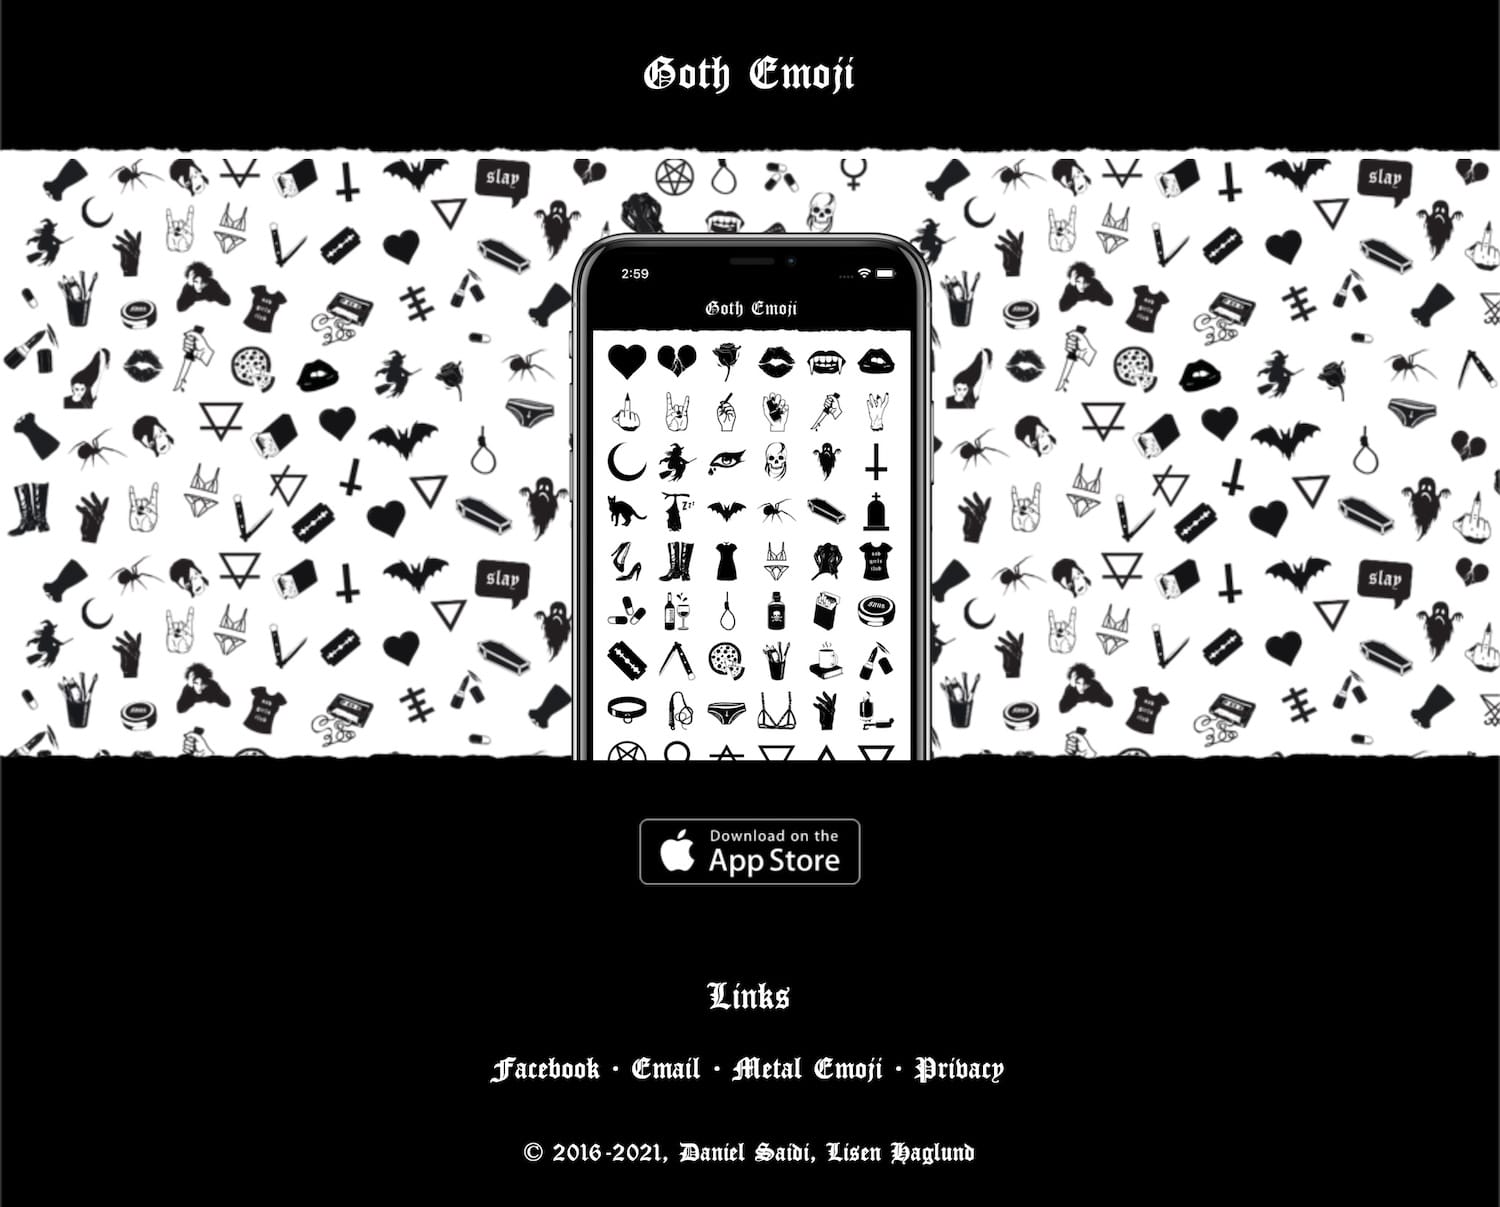 Goth Emoji
slay
slay
2:59
Goth Emoji
slay
slay
Download on the
App Store
Links
Facebook · Email · Metal Emoji · Privacy
© 2016-2021, Daniel Saidi, Lisen Haglund